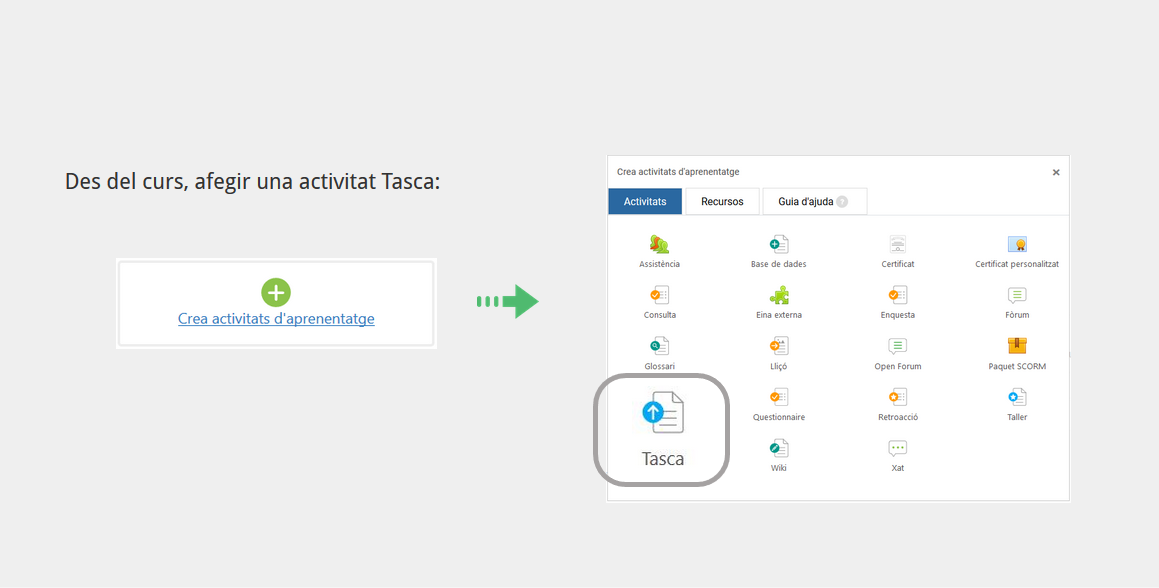 Des del curs, afegir una activitat Tasca:
Crea activitats d'aprenentatge
Crea activitats d'aprenentatge ×
Activitats Recursos Guia d'ajuda ?
Assistència Base de dades Certificat Certificat personalitzat
Consulta Eina externa Enquesta Fòrum
Glossari Lliçó Open Forum Paquet SCORM
Questionnaire Retroacció Taller
Tasca
Wiki Xat